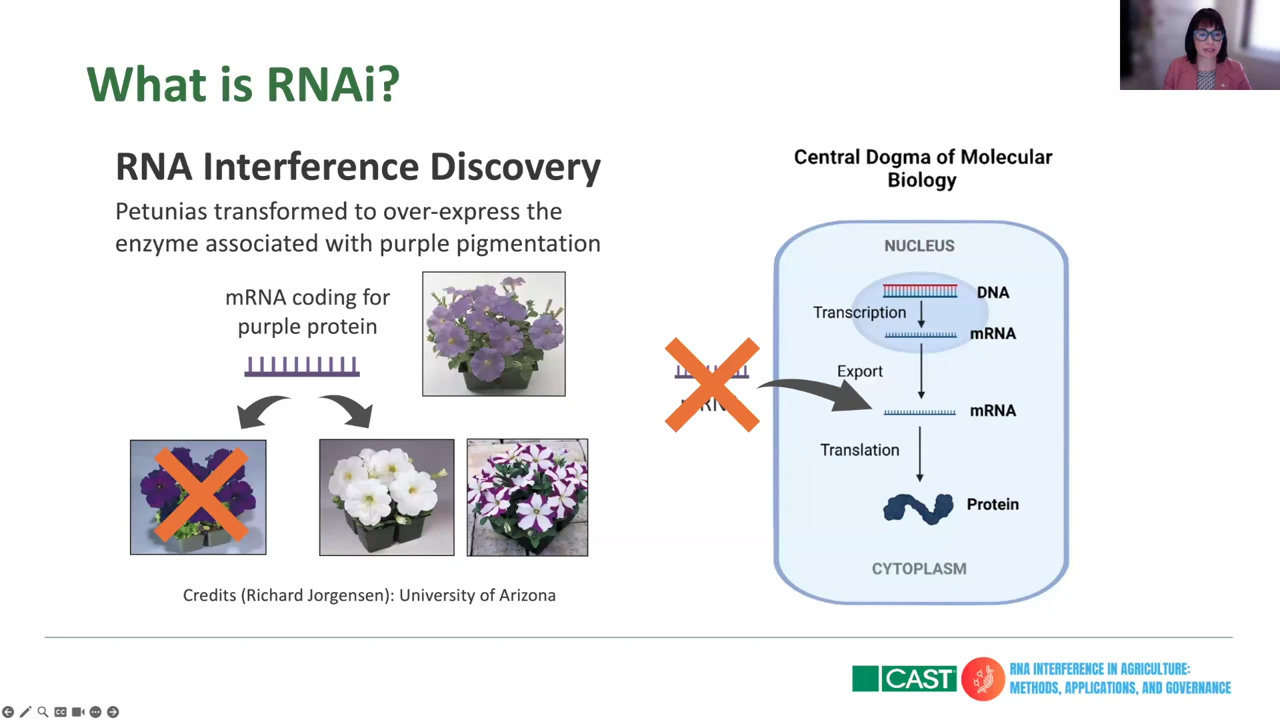 What is RNAi?
RNA Interference Discovery
Petunias transformed to over-express the
enzyme associated with purple pigmentation
mRNA coding for
purple protein
Credits (Richard Jorgensen): University of Arizona
Central Dogma of Molecular
Biology
NUCLEUS
DNA
Transcription
mRNA
Export
mRNA
Translation
Protein
CYTOPLASM
CAST
RNA INTERFERENCE IN AGRICULTURE:
METHODS, APPLICATIONS, AND GOVERNANCE